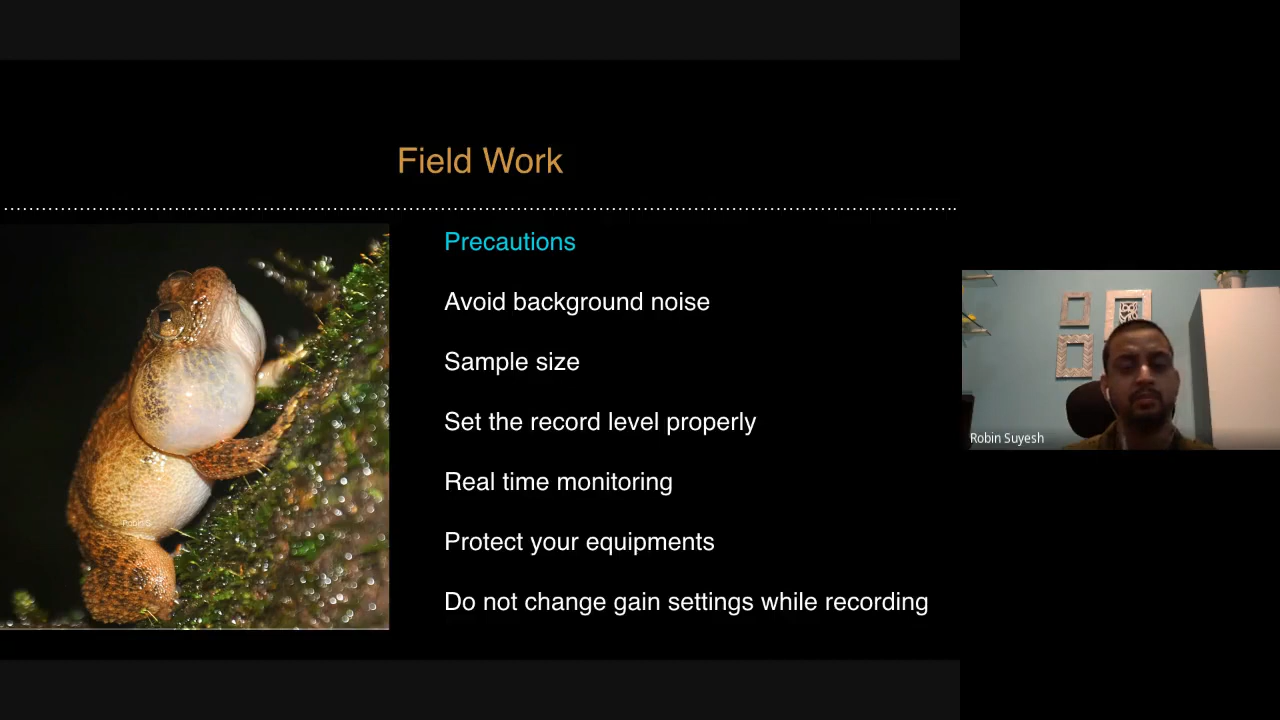 Field Work
Precautions
Avoid background noise
Sample size
Set the record level properly
Real time monitoring
Protect your equipments
Do not change gain settings while recording
Robin Suyesh